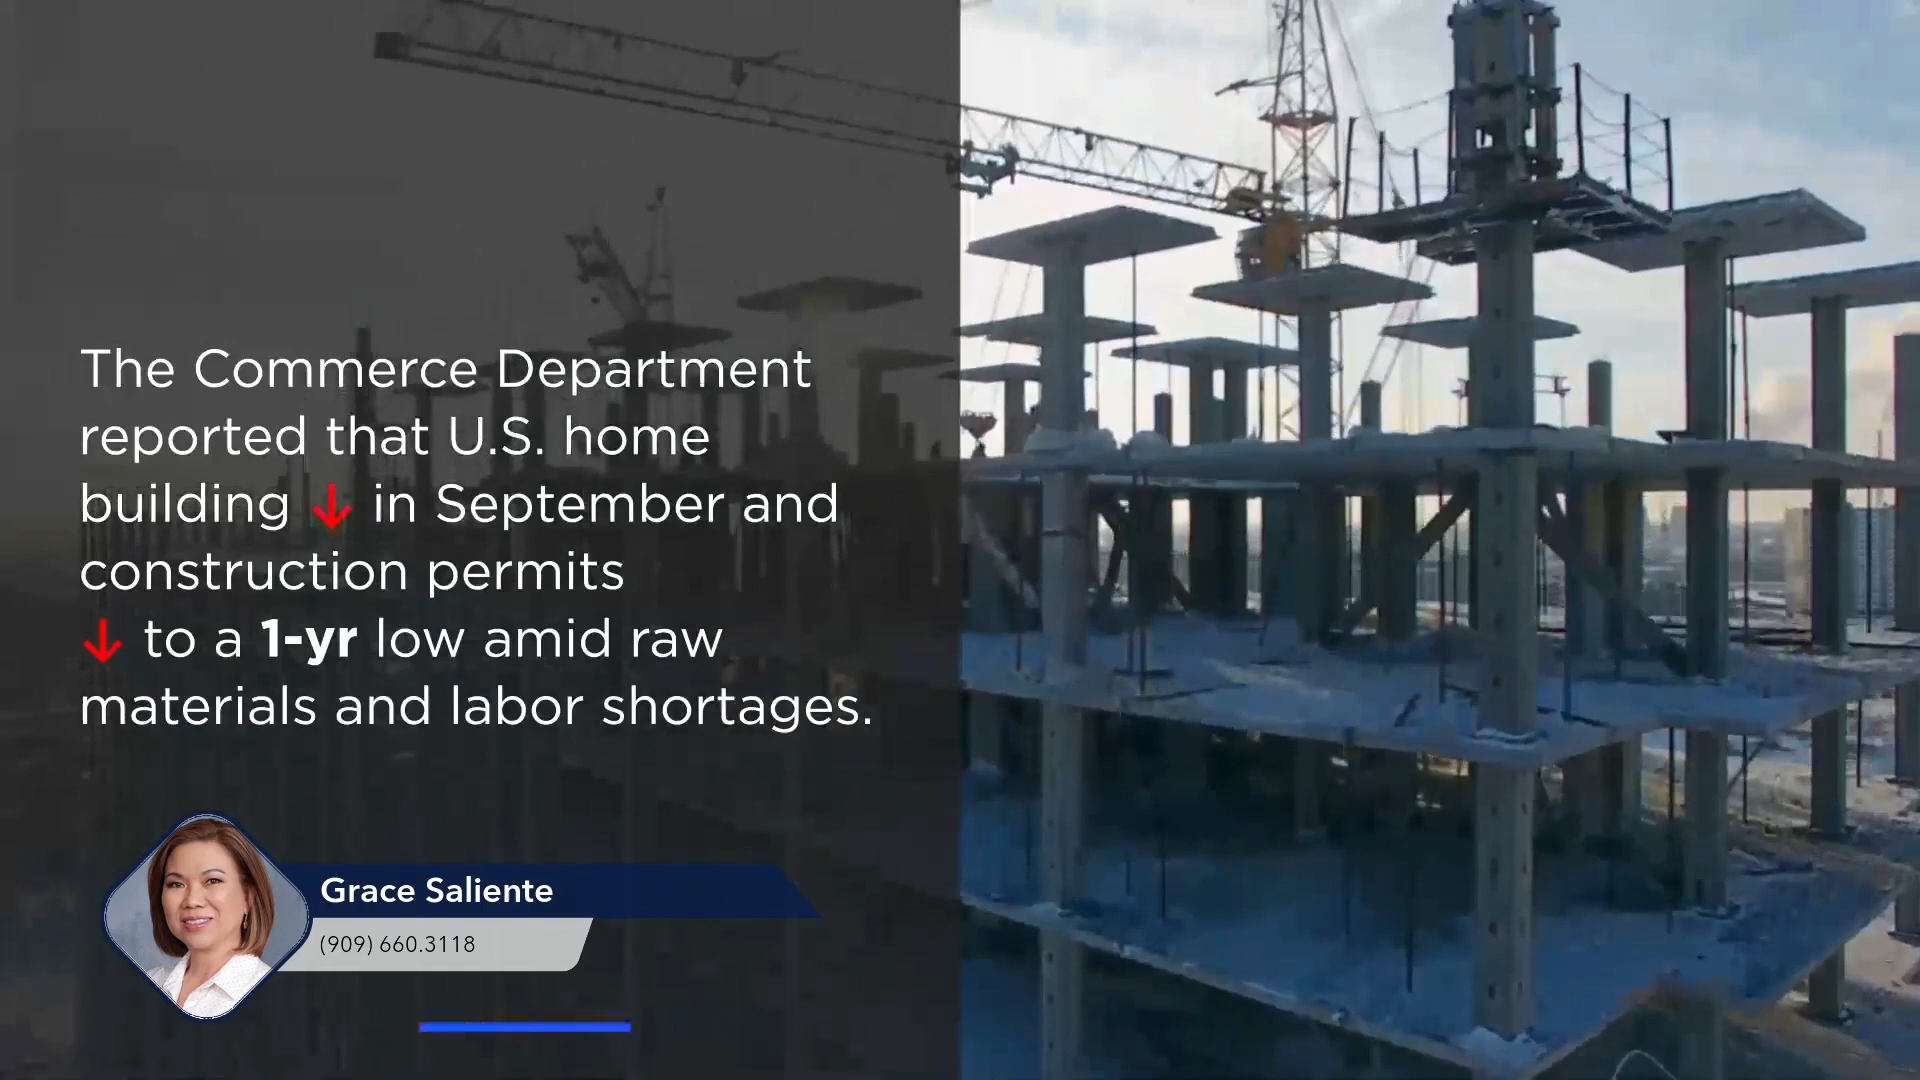 The Commerce Department
reported that U.S. home
building ↓ in September and
construction permits
↓ to a 1-yr low amid raw
materials and labor shortages.
Grace Saliente
(909) 660.3118